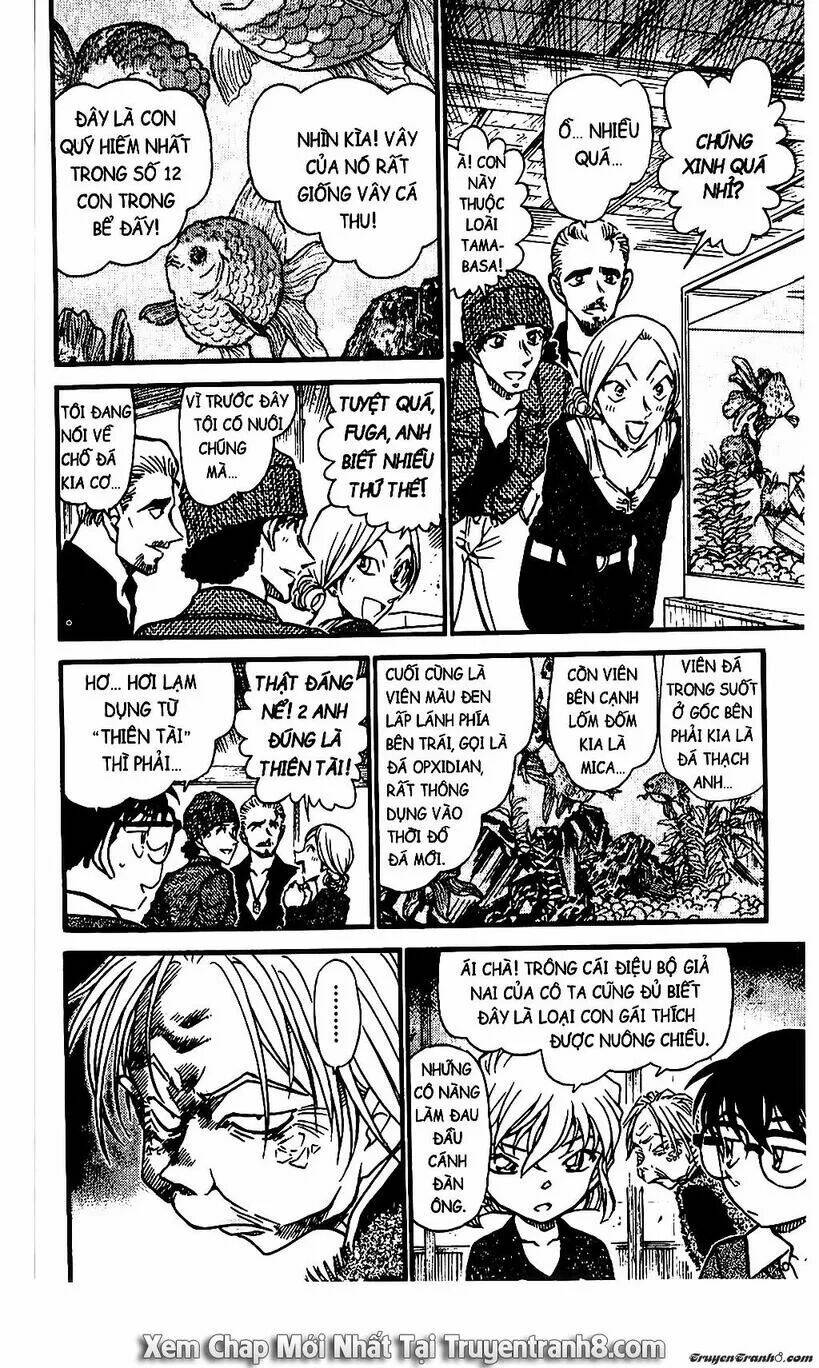 CHÚNG
XINH QUÁ
NHỈ?
Ồ... NHIỀU
QUÁ...
À! CON
NÀY
THUỘC
LOÀI
TAMA-
BASA!
NHÌN KÌA! VÂY
CỦA NÓ RẤT
GIỐNG VÂY CÁ
THU!
ĐÂY LÀ CON
QUÝ HIẾM NHẤT
TRONG SỐ 12
CON TRONG
BỂ ĐẤY!
TUYỆT QUÁ,
FUGA, ANH
BIẾT NHIỀU
THỨ THẾ!
VÌ TRƯỚC ĐÂY
TÔI CÓ NUÔI
CHÚNG
MÀ...
TÔI ĐANG
NÓI VỀ
CHỖ ĐÁ
KIA CƠ...
VIÊN ĐÁ
TRONG SUỐT
Ở GÓC BÊN
PHẢI KIA LÀ
ĐÁ THẠCH
ANH...
CÒN VIÊN
BÊN CẠNH
LỐM ĐỐM
KIA LÀ
MICA...
CUỐI CÙNG LÀ
VIÊN MÀU ĐEN
LẤP LÁNH PHÍA
BÊN TRÁI, GỌI LÀ
ĐÁ OPXIDIAN,
RẤT THÔNG
DỤNG VÀO
THỜI ĐỒ
ĐÁ MỚI.
THẬT ĐÁNG
NỂ! 2 ANH
ĐÚNG LÀ
THIÊN TÀI!
HƠ... HƠI LẠM
DỤNG TỪ
"THIÊN TÀI"
THÌ PHẢI...
ÁI CHÀ! TRÔNG CÁI ĐIỆU BỘ GIẢ
NAI CỦA CÔ TA CŨNG ĐỦ BIẾT
ĐÂY LÀ LOẠI CON GÁI THÍCH
ĐƯỢC NUÔNG CHIỀU.
NHỮNG
CÔ NÀNG
LÀM ĐAU
ĐẦU
CÁNH
ĐÀN
ÔNG.
.........
Xem Chap Mới Nhất Tại Truyentranh8.com
TruyenTranh8.com